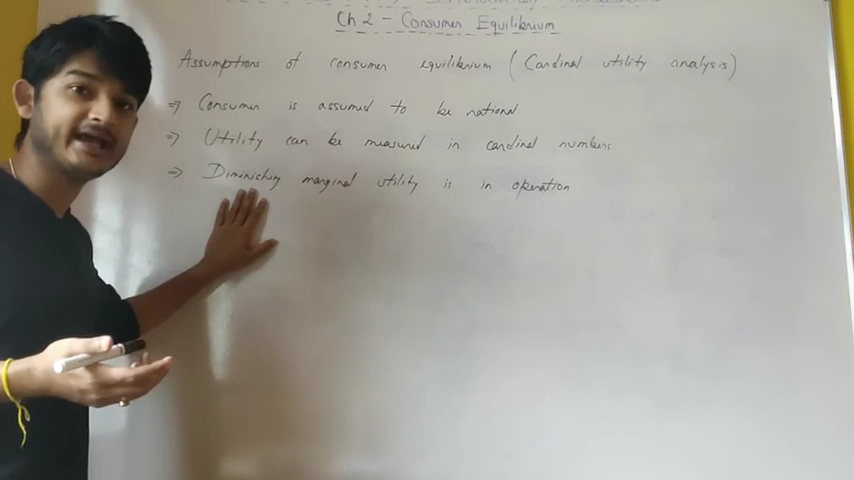 Ch 2 - Consumer Equilibrium
Assumptions of consumer equilibrium (Cardinal utility analysis)
⇒ Consumer is assumed to be rational
⇒ Utility can be measured in cardinal numbers
⇒ Diminishing marginal utility is in operation